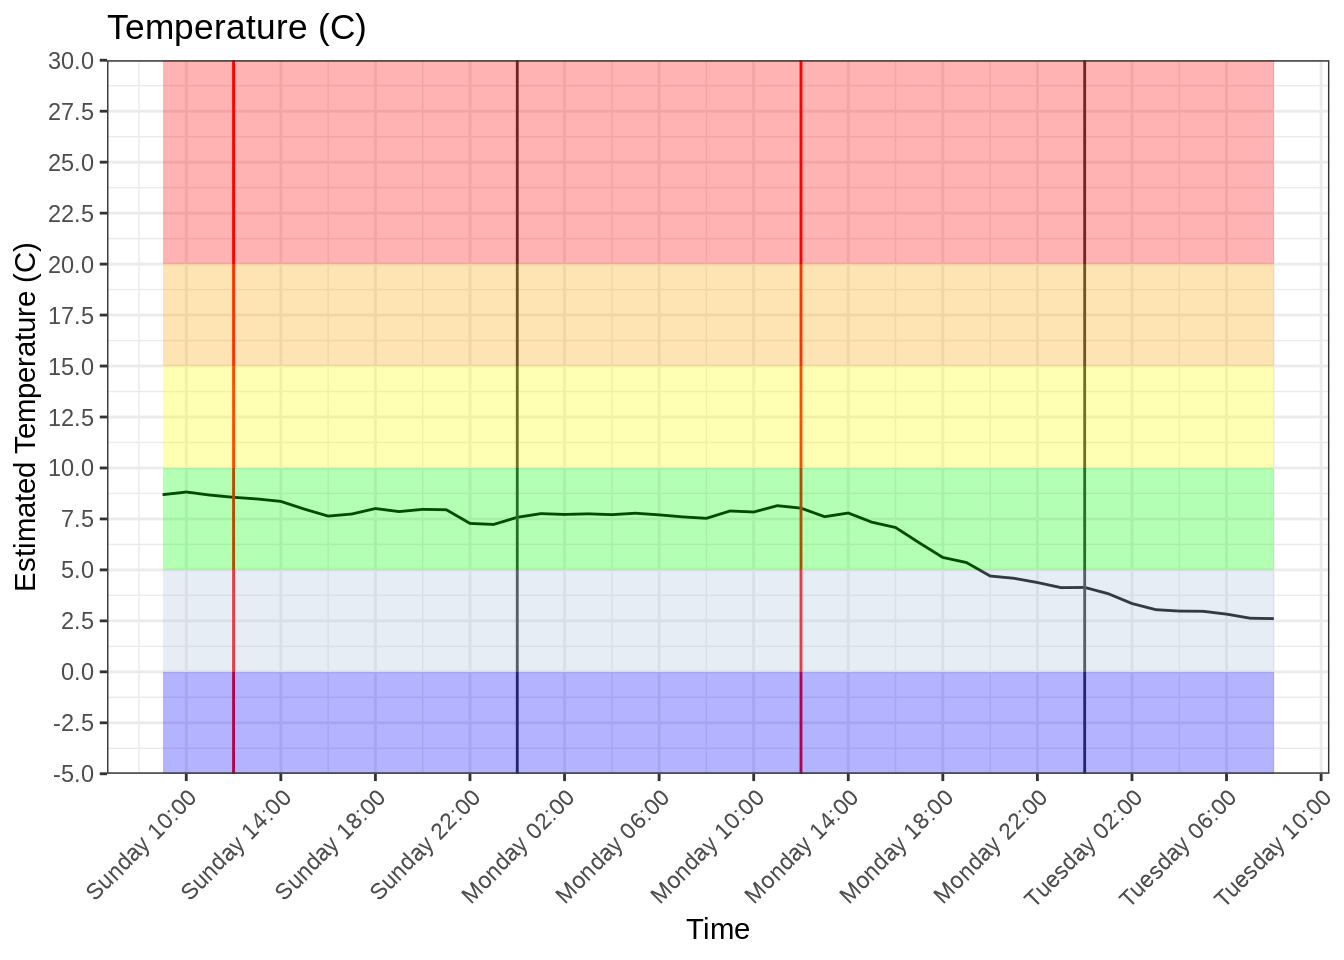 Temperature (C)
Estimated Temperature (C)
30.0
27.5
25.0
22.5
20.0
17.5
15.0
12.5
10.0
7.5
5.0
2.5
0.0
-2.5
-5.0
Sunday 10:00
Sunday 14:00
Sunday 18:00
Sunday 22:00
Monday 02:00
Monday 06:00
Monday 10:00
Monday 14:00
Monday 18:00
Monday 22:00
Tuesday 02:00
Tuesday 06:00
Tuesday 10:00
Time